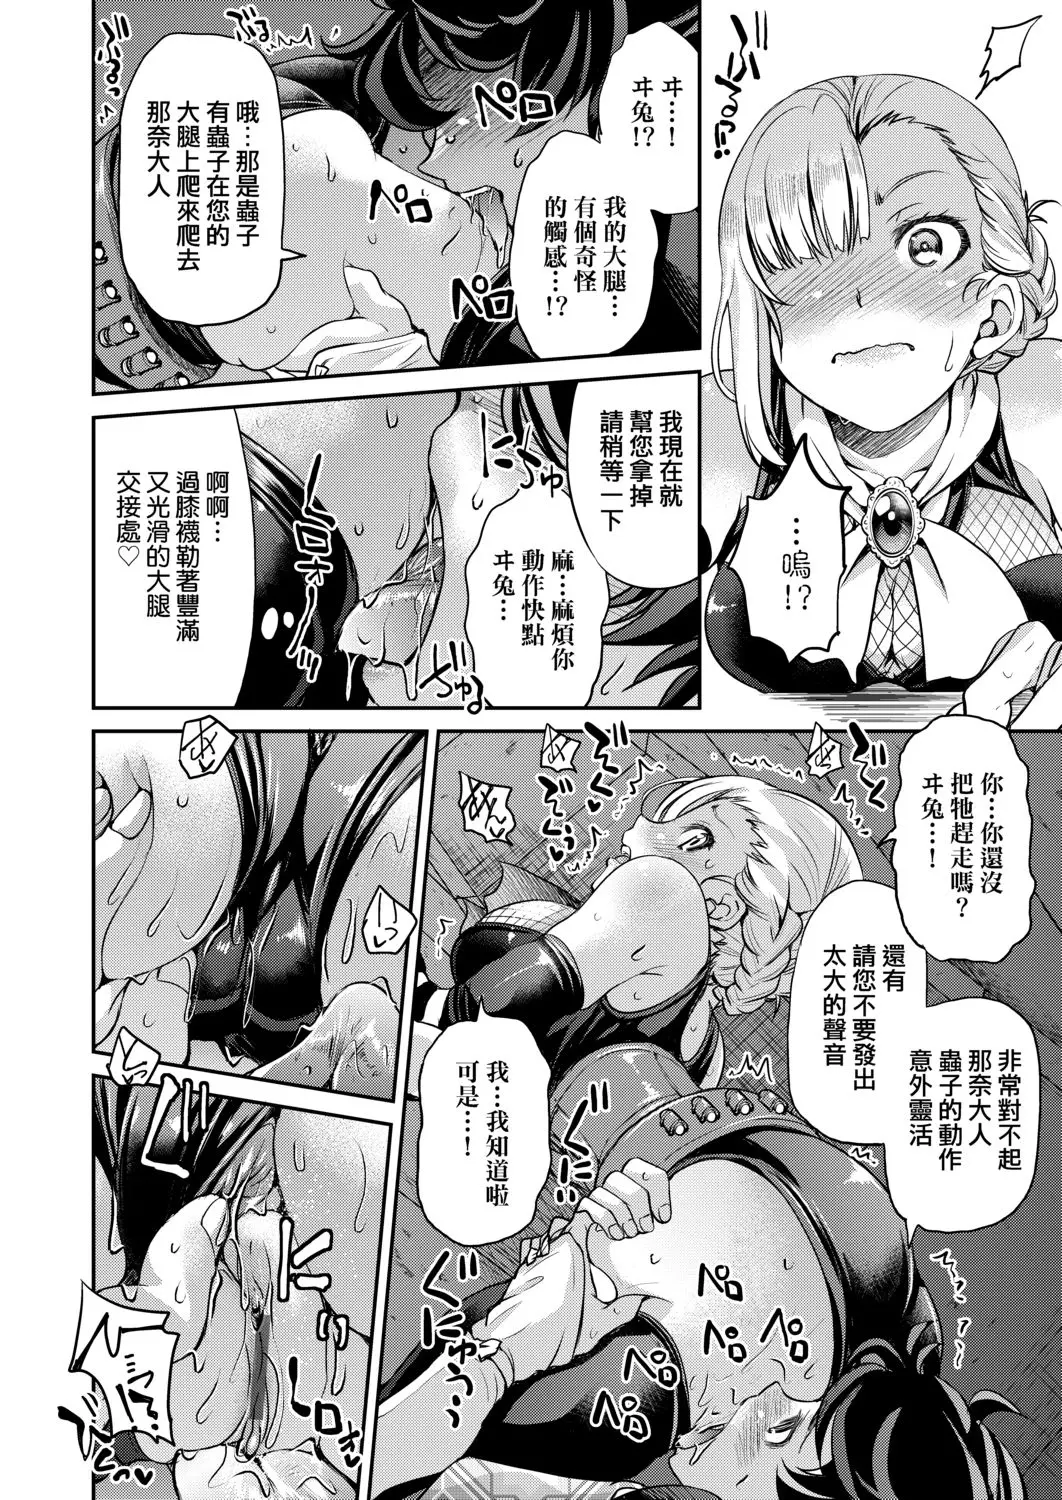 …嗚!?
ヰ…!
ヰ兔!?
我的大腿…
有個奇怪
的觸感…!?
哦…那是蟲子
有蟲子在您的
大腿上爬來爬去
那奈大人
ペロ
ペロ
我現在就
幫您拿掉
請稍等一下
麻…麻煩你
動作快點
ヰ兔…
啊啊…
過膝襪勒著豐滿
又光滑的大腿
交接處♡
你…你還沒
把牠趕走嗎?
ヰ兔…!
非常對不起
那奈大人
蟲子的動作
意外靈活
還有
請您不要發出
太大的聲音
我…我知道啦
可是…!
ペロ
ペロ
ペロ
ペロ